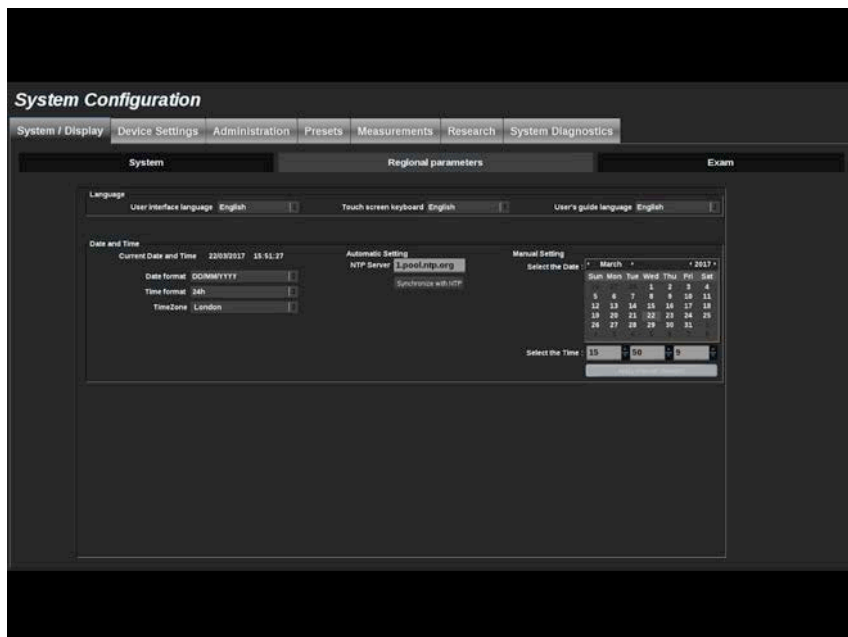 System Configuration
System / Display Device Settings Administration Presets Measurements Research System Diagnostics
System Regional parameters Exam
Language
User interface language English Touch screen keyboard English User's guide language English
Date and Time
Current Date and Time 22/03/2017 15:51:27
Date format DD/MM/YYYY
Time format 24h
TimeZone London
Automatic Setting
NTP Server 1.pool.ntp.org
Synchronize with NTP
Manual Setting
Select the Date : March 2017
Sun Mon Tue Wed Thu Fri Sat
1 2 3 4
5 6 7 8 9 10 11
12 13 14 15 16 17 18
19 20 21 22 23 24 25
26 27 28 29 30 31
Select the Time : 15 50 9